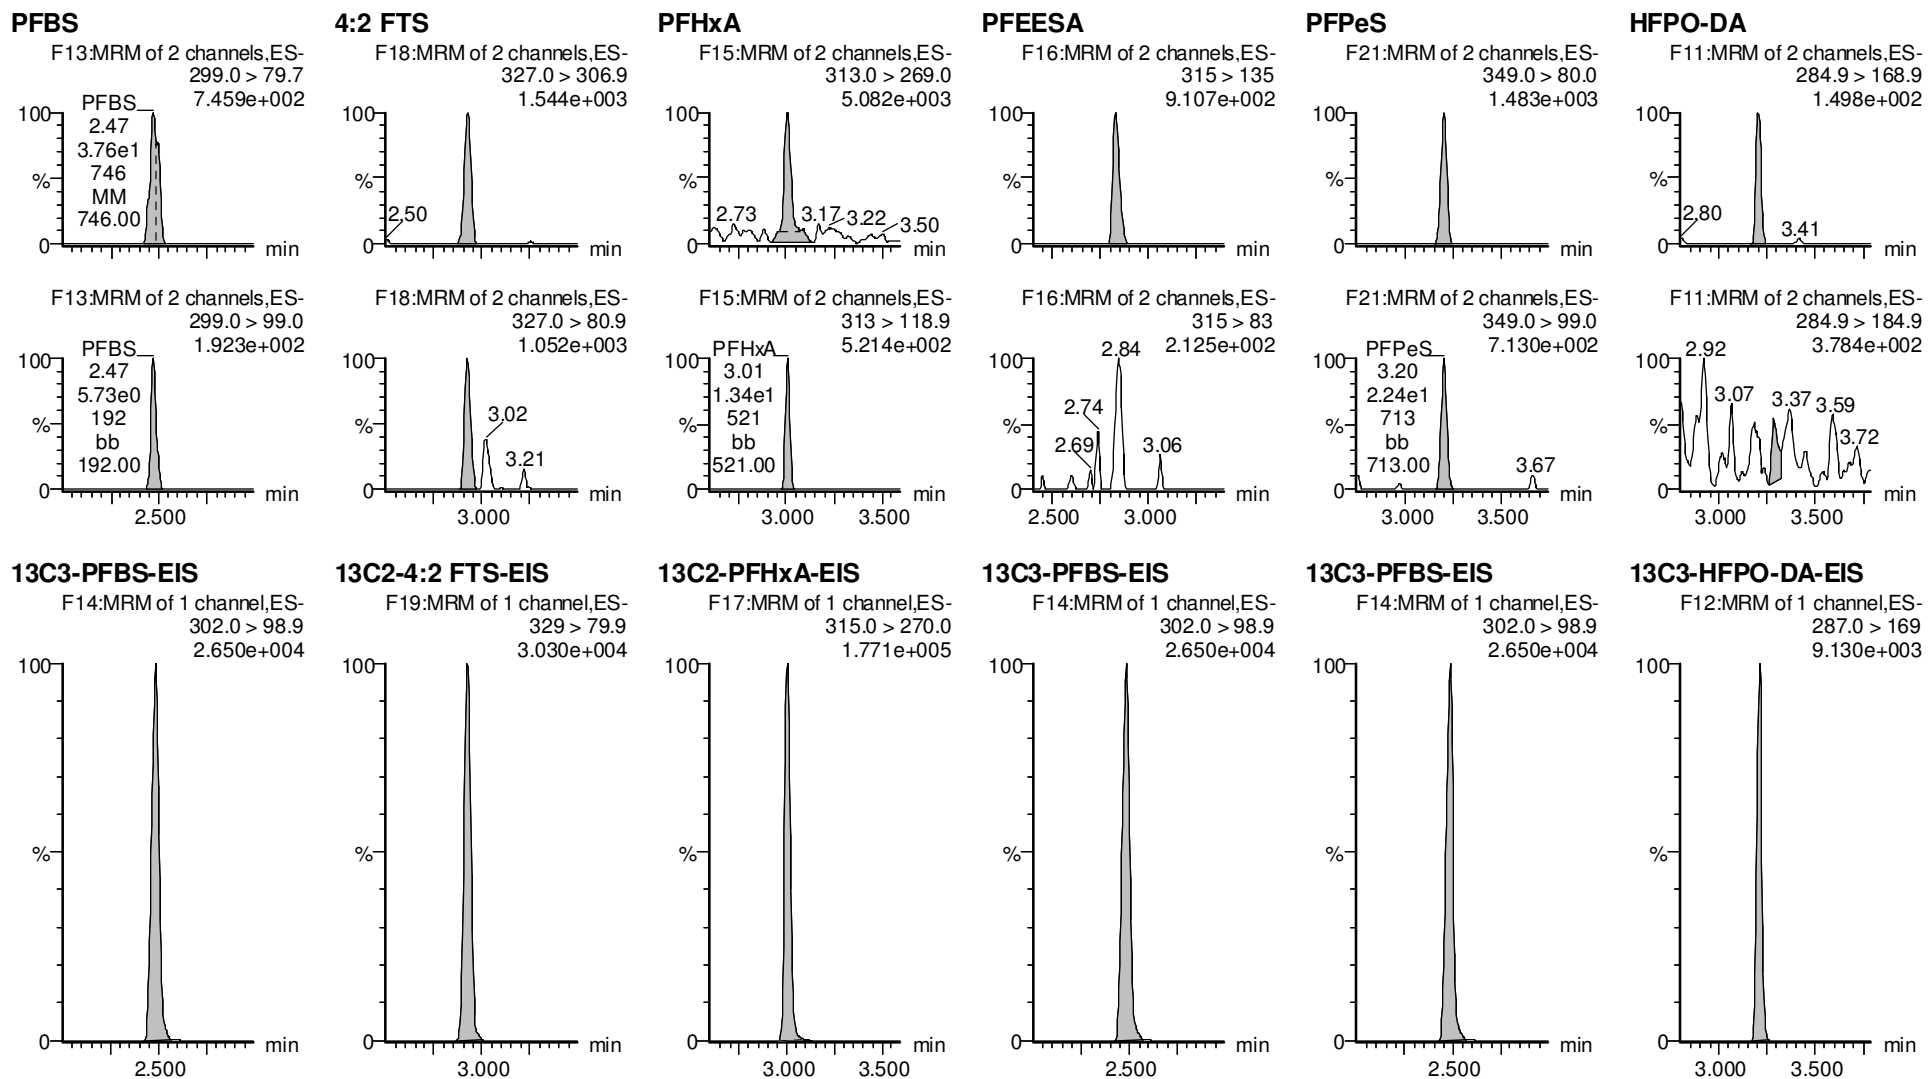 PFBS
F13:MRM of 2 channels,ES-
299.0 > 79.7
7.459e+002
100
PFBS
2.47
3.76e1
746
MM
746.00
%
0
min
4:2 FTS
F18:MRM of 2 channels,ES-
327.0 > 306.9
1.544e+003
100
%
2.50
0
min
PFHxA
F15:MRM of 2 channels,ES-
313.0 > 269.0
5.082e+003
100
%
2.73
3.17
3.22
3.50
0
min
PFEESA
F16:MRM of 2 channels,ES-
315 > 135
9.107e+002
100
%
0
min
PFPeS
F21:MRM of 2 channels,ES-
349.0 > 80.0
1.483e+003
100
%
0
min
HFPO-DA
F11:MRM of 2 channels,ES-
284.9 > 168.9
1.498e+002
100
%
2.80
3.41
0
min
F13:MRM of 2 channels,ES-
299.0 > 99.0
1.923e+002
100
PFBS
2.47
5.73e0
192
bb
192.00
%
0
min
2.500
F18:MRM of 2 channels,ES-
327.0 > 80.9
1.052e+003
100
%
3.02
3.21
0
min
3.000
F15:MRM of 2 channels,ES-
313 > 118.9
5.214e+002
100
PFHxA
3.01
1.34e1
521
bb
521.00
%
0
min
3.000 3.500
F16:MRM of 2 channels,ES-
315 > 83
2.125e+002
100
2.84
2.74
%
2.69
3.06
0
min
2.500 3.000
F21:MRM of 2 channels,ES-
349.0 > 99.0
7.130e+002
100
PFPeS
3.20
2.24e1
713
bb
713.00
%
3.67
0
min
3.000 3.500
F11:MRM of 2 channels,ES-
284.9 > 184.9
3.784e+002
100
2.92
3.07
3.37
3.59
%
3.72
0
min
3.000 3.500
13C3-PFBS-EIS
F14:MRM of 1 channel,ES-
302.0 > 98.9
2.650e+004
100
%
0
min
2.500
13C2-4:2 FTS-EIS
F19:MRM of 1 channel,ES-
329 > 79.9
3.030e+004
100
%
0
min
3.000
13C2-PFHxA-EIS
F17:MRM of 1 channel,ES-
315.0 > 270.0
1.771e+005
100
%
0
min
3.000 3.500
13C3-PFBS-EIS
F14:MRM of 1 channel,ES-
302.0 > 98.9
2.650e+004
100
%
0
min
2.500
13C3-PFBS-EIS
F14:MRM of 1 channel,ES-
302.0 > 98.9
2.650e+004
100
%
0
min
2.500
13C3-HFPO-DA-EIS
F12:MRM of 1 channel,ES-
287.0 > 169
9.130e+003
100
%
0
min
3.000 3.500